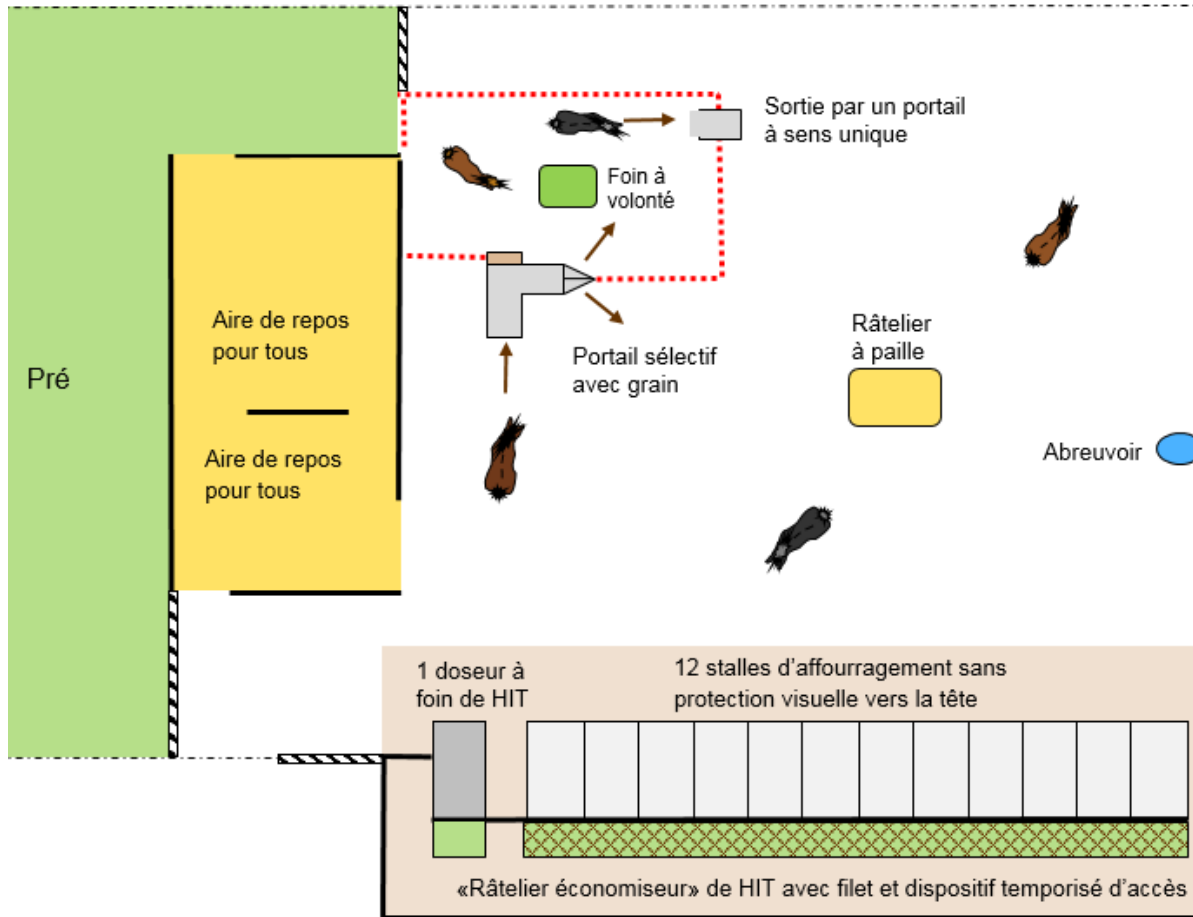 Sortie par un portail
à sens unique
Foin à
volonté
Aire de repos
pour tous
Portail sélectif
avec grain
Râtelier
à paille
Pré
Aire de repos
pour tous
Abreuvoir
1 doseur à
foin de HIT
12 stalles d’affourragement sans
protection visuelle vers la tête
«Râtelier économiseur» de HIT avec filet et dispositif temporisé d’accès